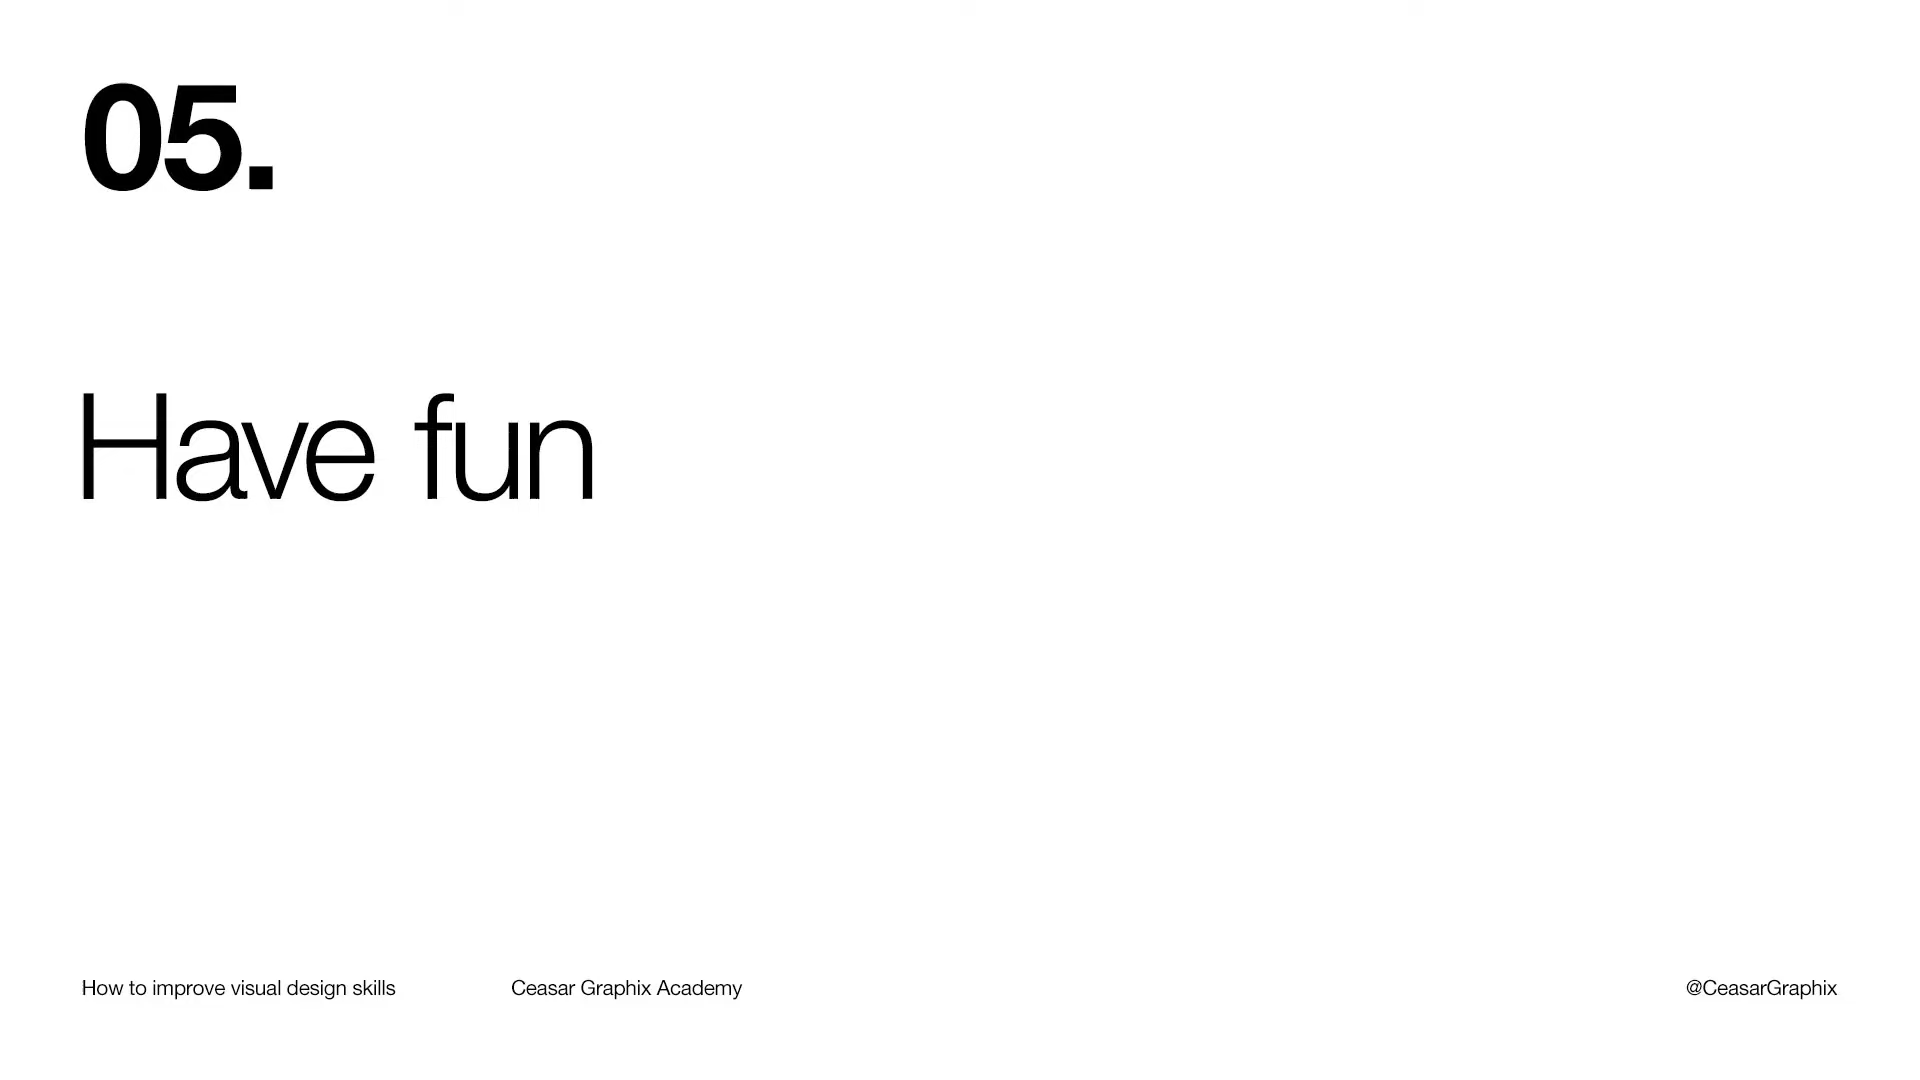 05.
Have fun
How to improve visual design skills
Ceasar Graphix Academy
@CeasarGraphix